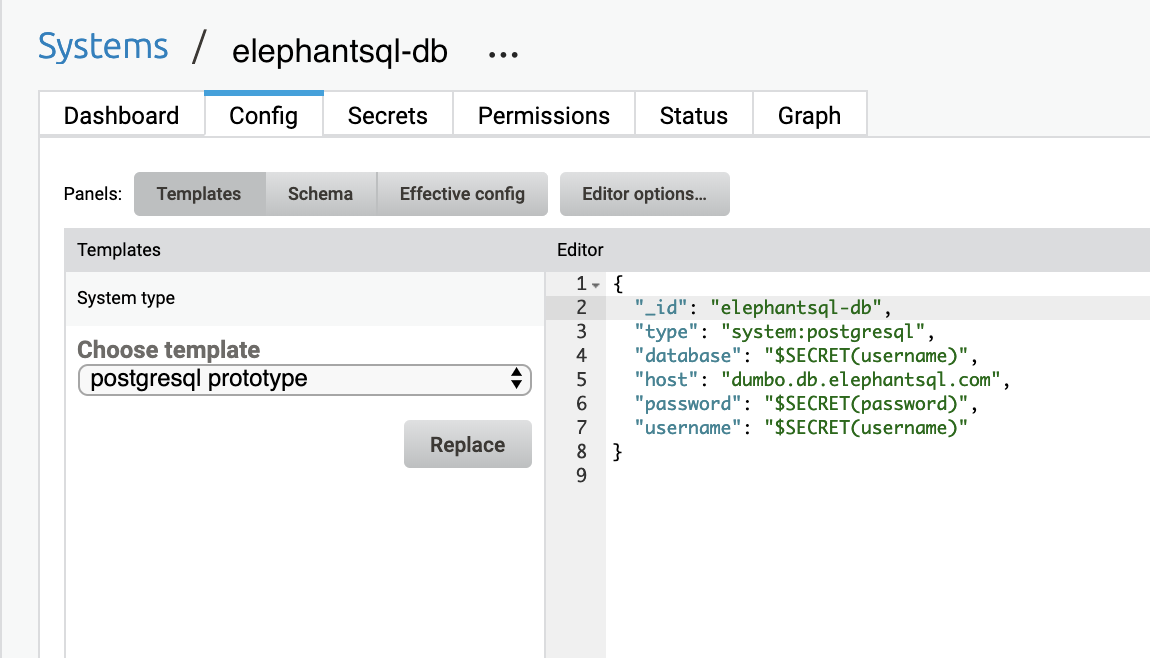 Systems / elephantsql-db ...
Dashboard Config Secrets Permissions Status Graph
Panels: Templates Schema Effective config Editor options...
Templates Editor
System type
Choose template
postgresql prototype
Replace
1 {
2 "_id": "elephantsql-db",
3 "type": "system:postgresql",
4 "database": "$SECRET(username)",
5 "host": "dumbo.db.elephantsql.com",
6 "password": "$SECRET(password)",
7 "username": "$SECRET(username)"
8 }
9